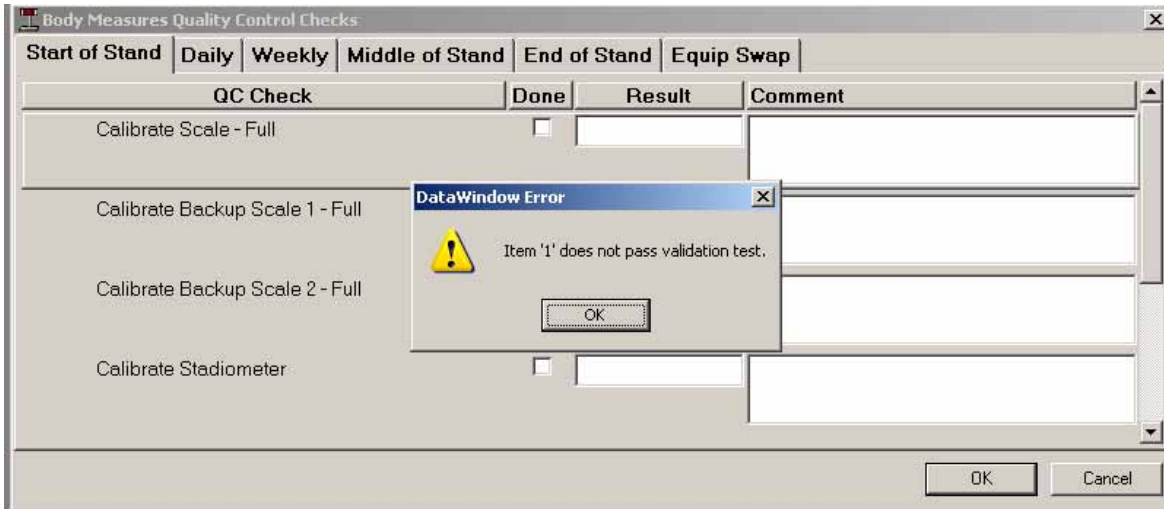 Body Measures Quality Control Checks
Start of Stand Daily Weekly Middle of Stand End of Stand Equip Swap
QC Check Done Result Comment
Calibrate Scale - Full
DataWindow Error
Calibrate Backup Scale 1 - Full
Item '1' does not pass validation test.
Calibrate Backup Scale 2 - Full
OK
Calibrate Stadiometer
OK Cancel